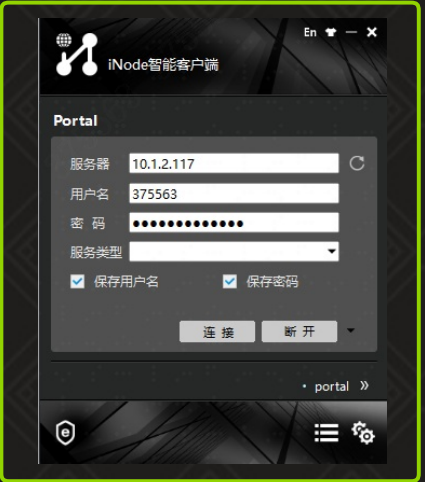 En
iNode智能客户端
Portal
服务器 10.1.2.117
用户名 375563
密 码 ●●●●●●●●●●●●●
服务类型
保存用户名 保存密码
连 接 断 开
• portal »
e